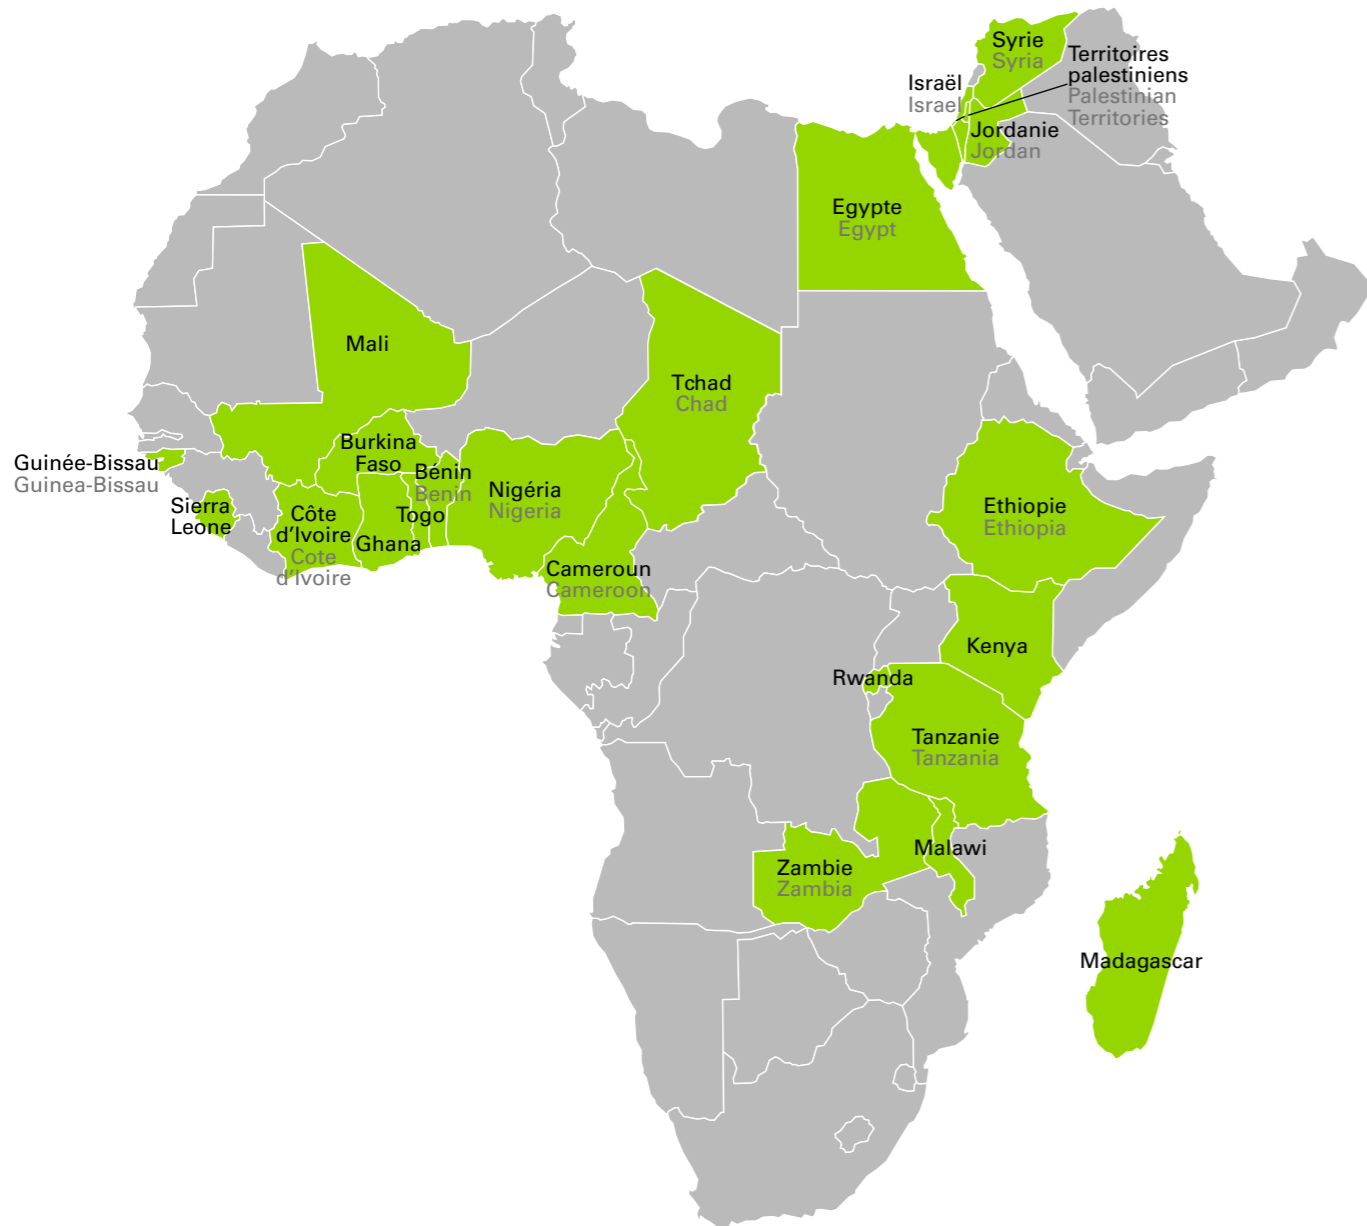 Syrie
Syria
Territoires
palestiniens
Palestinian
Territories
Israël
Israel
Jordanie
Jordan
Egypte
Egypt
Mali
Tchad
Chad
Burkina
Faso
Guinée-Bissau
Guinea-Bissau
Bénin
Benin
Nigéria
Nigeria
Sierra
Leone
Côte
d'Ivoire
Cote
d'Ivoire
Ghana
Togo
Ethiopie
Ethiopia
Cameroun
Cameroon
Kenya
Rwanda
Tanzanie
Tanzania
Malawi
Zambie
Zambia
Madagascar